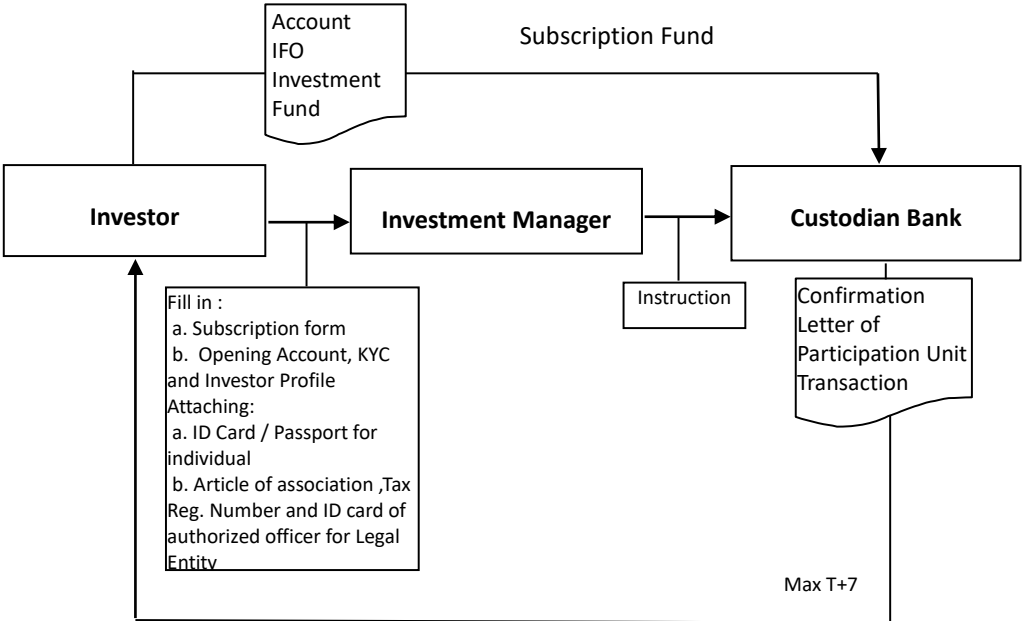 Account
IFO
Investment
Fund
Subscription Fund
Investor
Investment Manager
Custodian Bank
Fill in :
a. Subscription form
b. Opening Account, KYC
and Investor Profile
Attaching:
a. ID Card / Passport for
individual
b. Article of association ,Tax
Reg. Number and ID card of
authorized officer for Legal
Entity
Instruction
Confirmation
Letter of
Participation Unit
Transaction
Max T+7